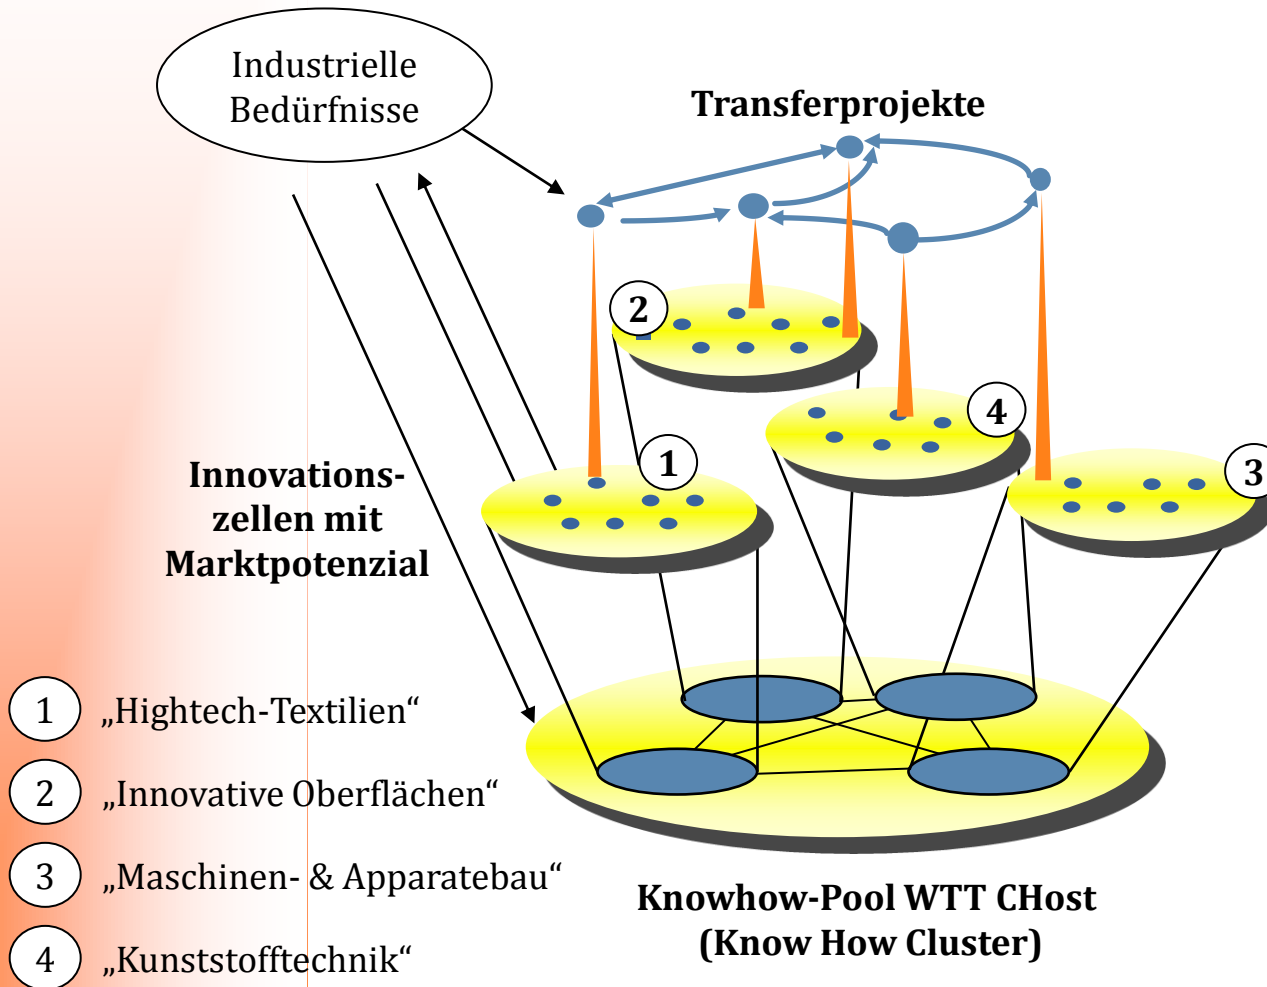 Industrielle
Bedürfnisse
Transferprojekte
2
4
1
3
Innovations-
zellen mit
Marktpotenzial
1 „Hightech-Textilien“
2 „Innovative Oberflächen“
3 „Maschinen- & Apparatebau“
4 „Kunststofftechnik“
Knowhow-Pool WTT CHost
(Know How Cluster)